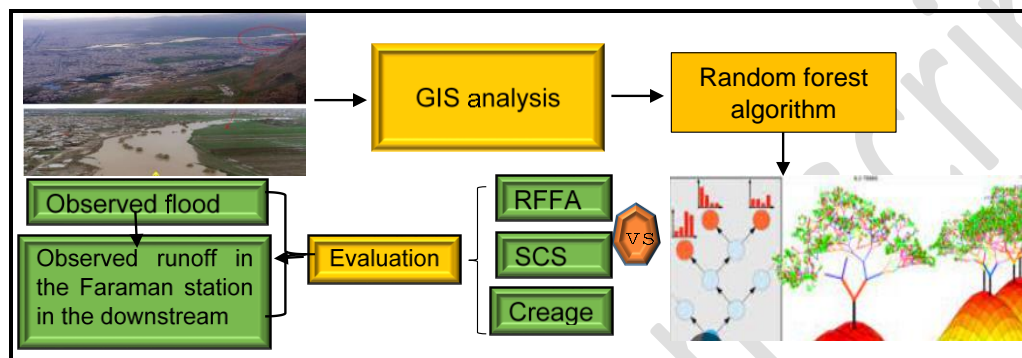 GIS analysis
Random forest
algorithm
Observed flood
Observed runoff in
the Faraman station
in the downstream
Evaluation
RFFA
SCS
Creage
VS